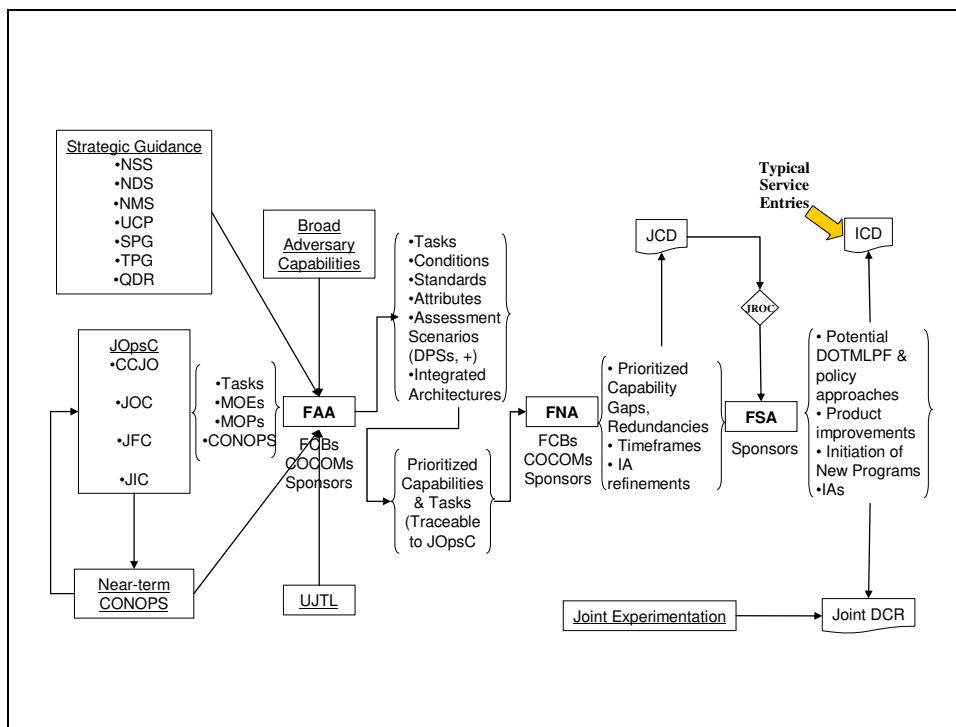 Strategic Guidance
•NSS
•NDS
•NMS
•UCP
•SPG
•TPG
•QDR
JOpsC
•CCJO
•JOC
•JFC
•JIC
Near-term
CONOPS
•Tasks
•MOEs
•MOPs
•CONOPS
Broad
Adversary
Capabilities
FAA
FCBs
COCOMs
Sponsors
UJTL
•Tasks
•Conditions
•Standards
•Attributes
•Assessment
Scenarios
(DPSs, +)
•Integrated
Architectures
Prioritized
Capabilities
& Tasks
(Traceable
to JOpsC
FNA
FCBs
COCOMs
Sponsors
• Prioritized
Capability
Gaps,
Redundancies
• Timeframes
• IA
refinements
JCD
JROC
FSA
Sponsors
Typical
Service
Entries
ICD
• Potential
DOTMLPF &
policy
approaches
• Product
improvements
• Initiation of
New Programs
•IAs
Joint Experimentation
Joint DCR